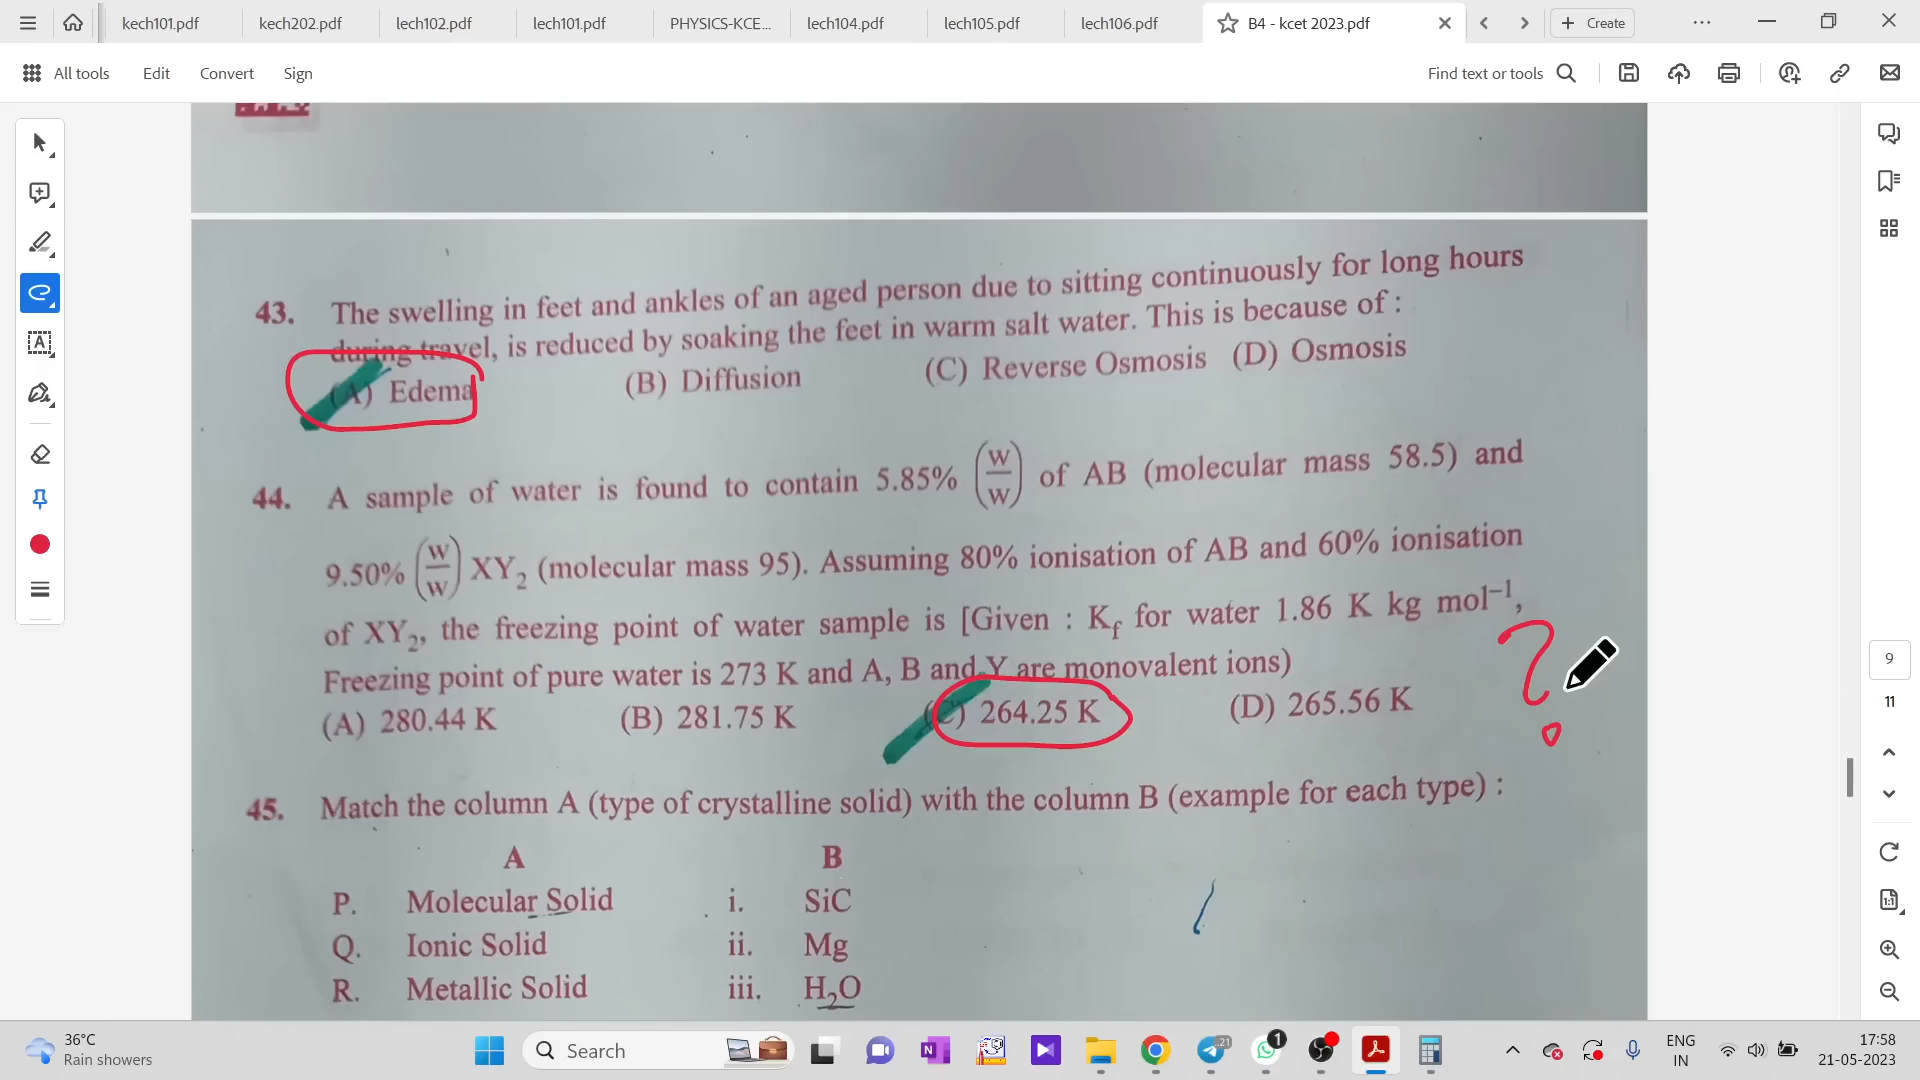 kech101.pdf kech202.pdf lech102.pdf lech101.pdf PHYSICS-KCE... lech104.pdf lech105.pdf lech106.pdf B4 - kcet 2023.pdf Create
All tools Edit Convert Sign Find text or tools
43. The swelling in feet and ankles of an aged person due to sitting continuously for long hours
during travel, is reduced by soaking the feet in warm salt water. This is because of :
(A) Edema (B) Diffusion (C) Reverse Osmosis (D) Osmosis
44. A sample of water is found to contain 5.85% (w/w) of AB (molecular mass 58.5) and
9.50% (w/w) XY₂ (molecular mass 95). Assuming 80% ionisation of AB and 60% ionisation
of XY₂, the freezing point of water sample is [Given : Kf for water 1.86 K kg mol⁻¹,
Freezing point of pure water is 273 K and A, B and Y are monovalent ions)
(A) 280.44 K (B) 281.75 K (C) 264.25 K (D) 265.56 K
?
45. Match the column A (type of crystalline solid) with the column B (example for each type) :
A B
P. Molecular Solid i. SiC
Q. Ionic Solid ii. Mg
R. Metallic Solid iii. H₂O
9
11
36°C
Rain showers
Search
21
1
ENG
IN
17:58
21-05-2023